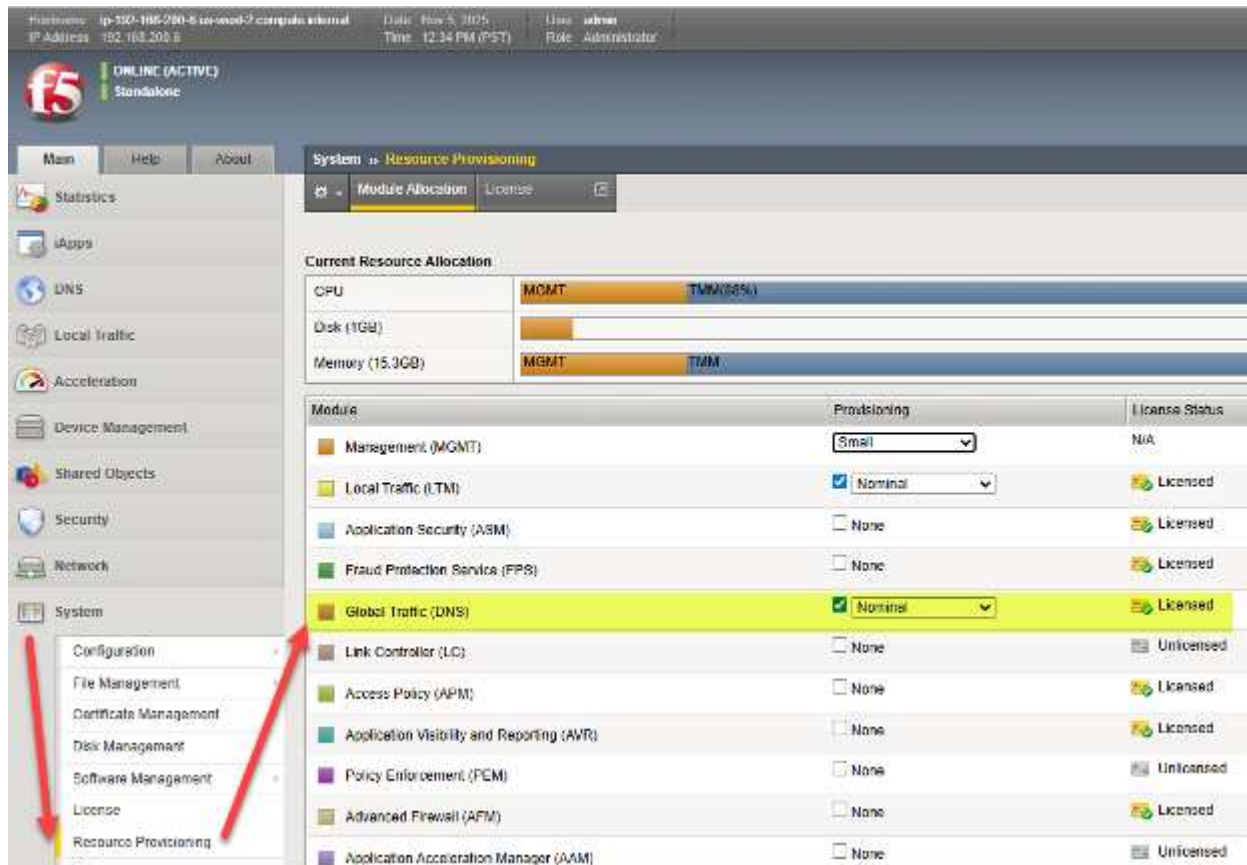 Hostname ip-192-168-200-6.us-west-2.compute.internal Date Nov 5, 2025 User admin
IP Address 192.168.200.6 Time 12:34 PM (PST) Role Administrator
f5
ONLINE (ACTIVE)
Standalone
Main Help About
System » Resource Provisioning
Module Allocation License
Statistics
iApps
DNS
Local Traffic
Acceleration
Device Management
Shared Objects
Security
Network
System
Configuration
File Management
Certificate Management
Disk Management
Software Management
License
Resource Provisioning
Current Resource Allocation
CPU MGMT TMM(88%)
Disk (1GB)
Memory (15.3GB) MGMT TMM
Module Provisioning License Status
Management (MGMT) Small N/A
Local Traffic (LTM) Nominal Licensed
Application Security (ASM) None Licensed
Fraud Protection Service (FPS) None Licensed
Global Traffic (DNS) Nominal Licensed
Link Controller (LC) None Unlicensed
Access Policy (APM) None Licensed
Application Visibility and Reporting (AVR) None Licensed
Policy Enforcement (PEM) None Unlicensed
Advanced Firewall (AFM) None Licensed
Application Acceleration Manager (AAM) None Unlicensed